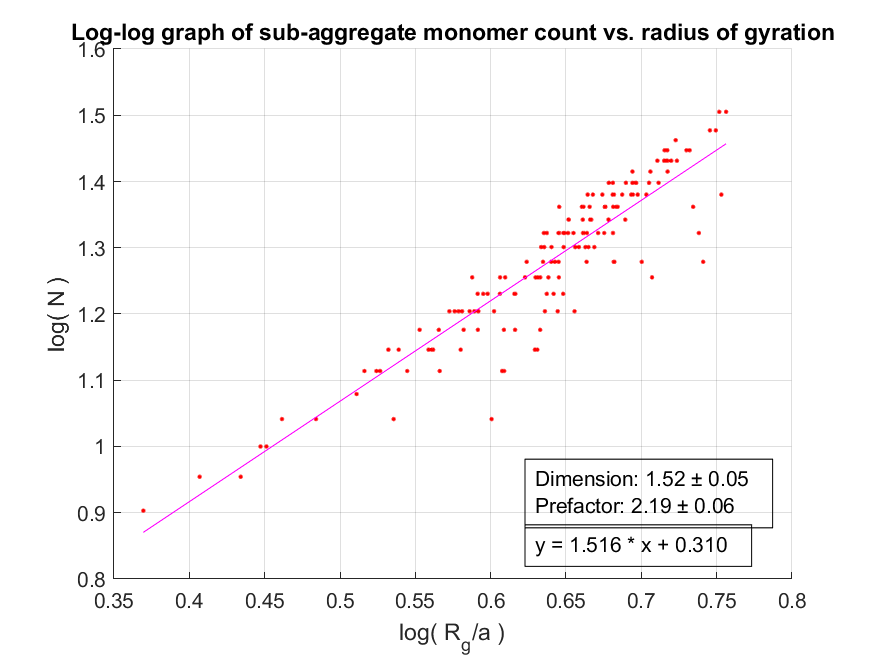 Log-log graph of sub-aggregate monomer count vs. radius of gyration
1.6
1.5
1.4
1.3
1.2
1.1
1
0.9
0.8
log( N )
Dimension: 1.52 ± 0.05
Prefactor: 2.19 ± 0.06
y = 1.516 * x + 0.310
0.35 0.4 0.45 0.5 0.55 0.6 0.65 0.7 0.75 0.8
log( Rg/a )